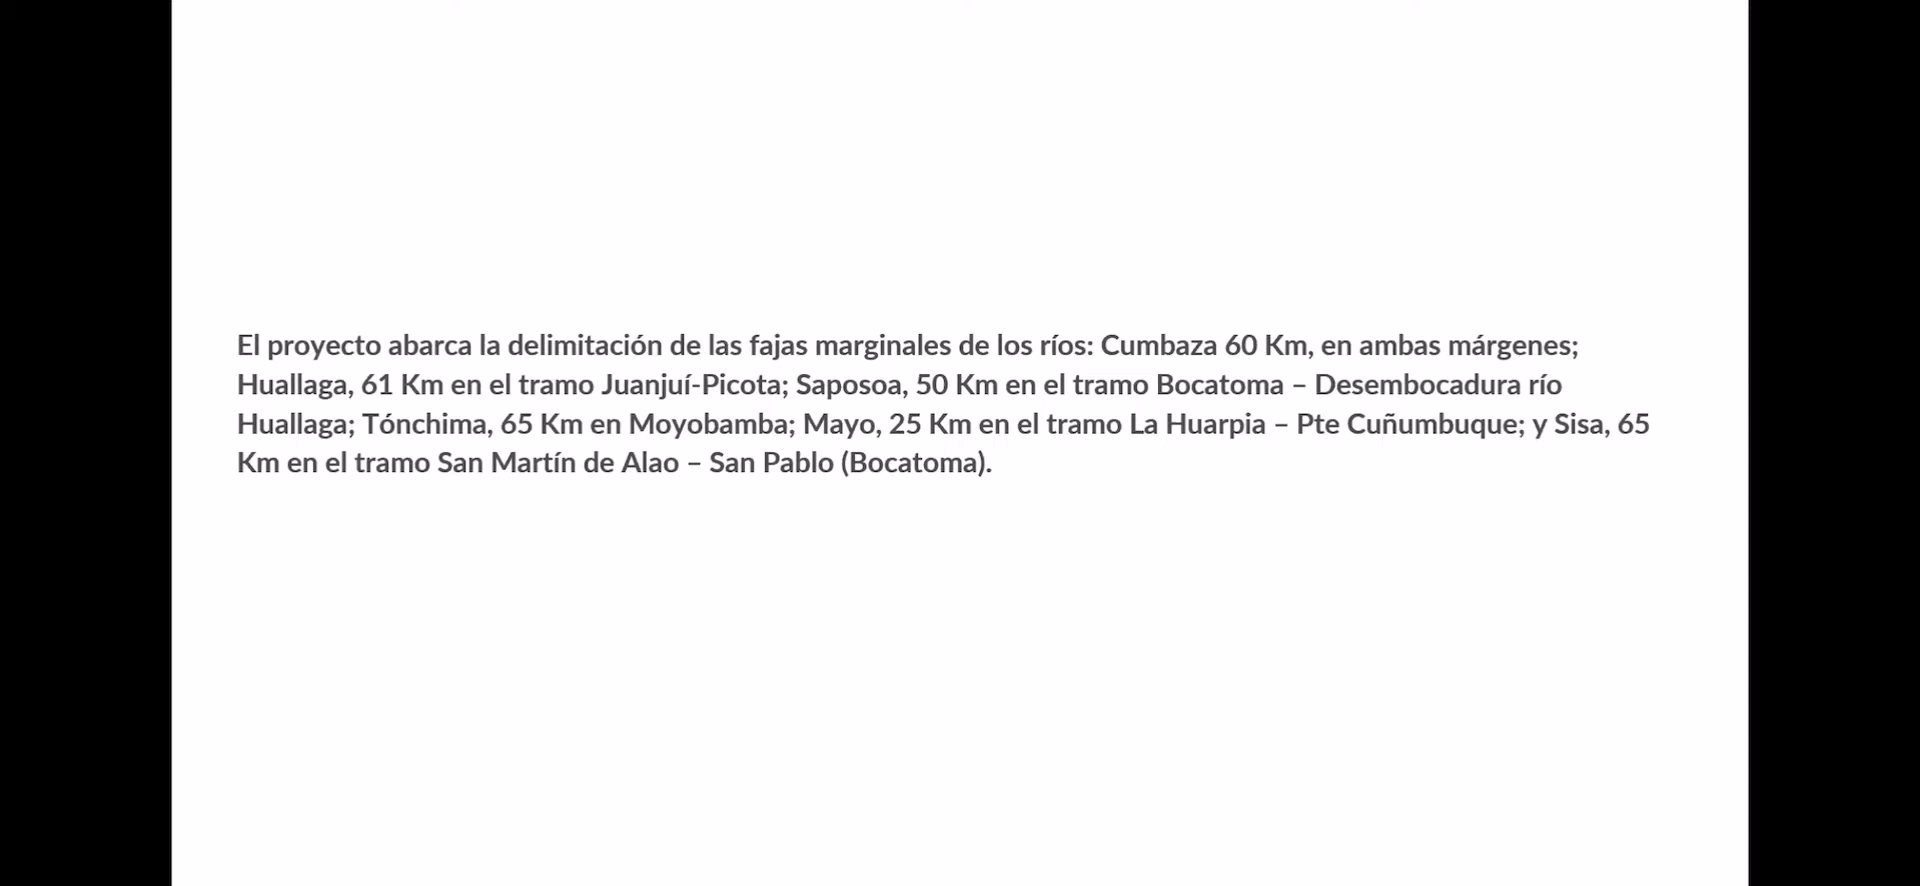 El proyecto abarca la delimitación de las fajas marginales de los ríos: Cumbaza 60 Km, en ambas márgenes;
Huallaga, 61 Km en el tramo Juanjuí-Picota; Saposoa, 50 Km en el tramo Bocatoma – Desembocadura río
Huallaga; Tónchima, 65 Km en Moyobamba; Mayo, 25 Km en el tramo La Huarpia – Pte Cuñumbuque; y Sisa, 65
Km en el tramo San Martín de Alao – San Pablo (Bocatoma).